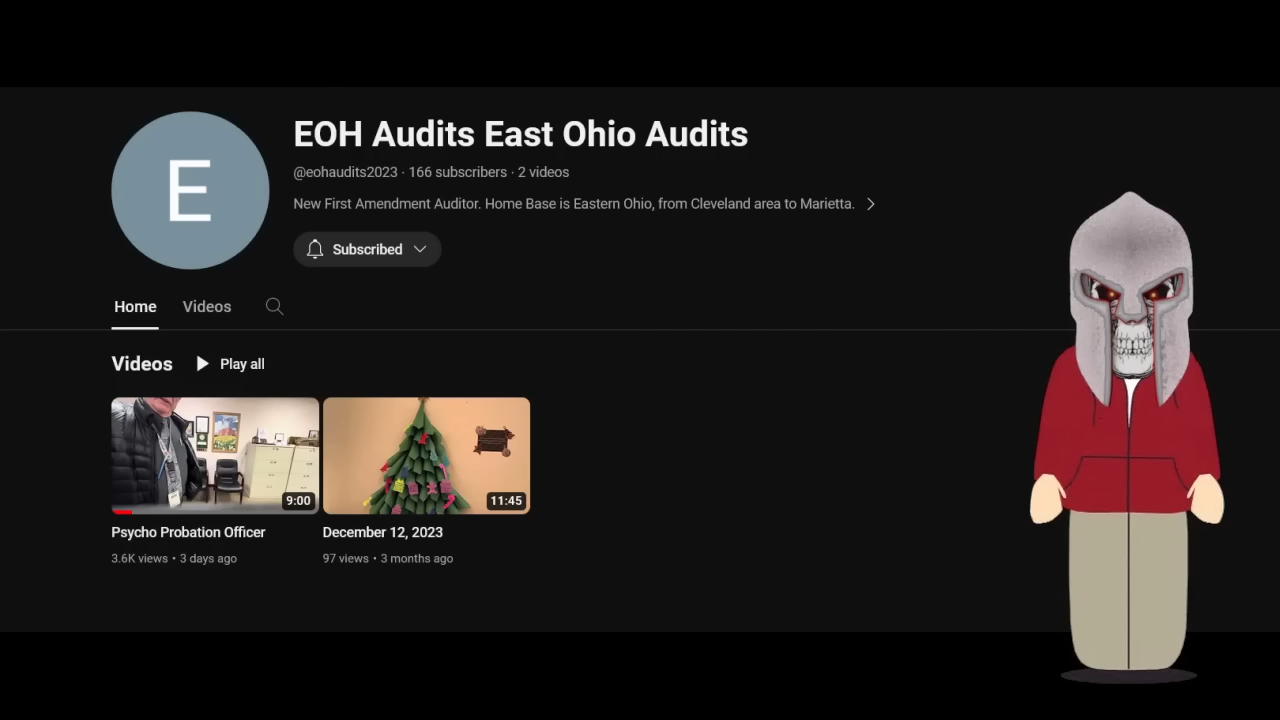 E
EOH Audits East Ohio Audits
@eohaudits2023 · 166 subscribers · 2 videos
New First Amendment Auditor. Home Base is Eastern Ohio, from Cleveland area to Marietta.
Subscribed
Home Videos
Videos Play all
9:00 11:45
Psycho Probation Officer December 12, 2023
3.6K views • 3 days ago 97 views • 3 months ago